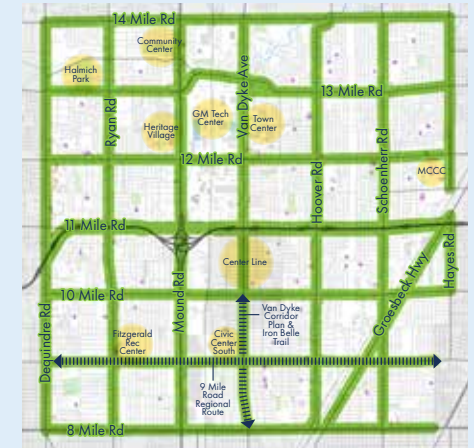 14 Mile Rd
Community
Center
Halmich
Park
Van Dyke Ave
13 Mile Rd
Ryan Rd
GM Tech
Center
Town
Center
Heritage
Village
12 Mile Rd
Schoenherr Rd
Hoover Rd
MCCC
11 Mile Rd
Center Line
Hayes Rd
Groesbeck Hwy
Mound Rd
10 Mile Rd
Dequindre Rd
Van Dyke
Corridor
Plan &
Iron Belle
Trail
Fitzgerald
Rec
Center
Civic
Center
South
9 Mile
Road
Regional
Route
8 Mile Rd